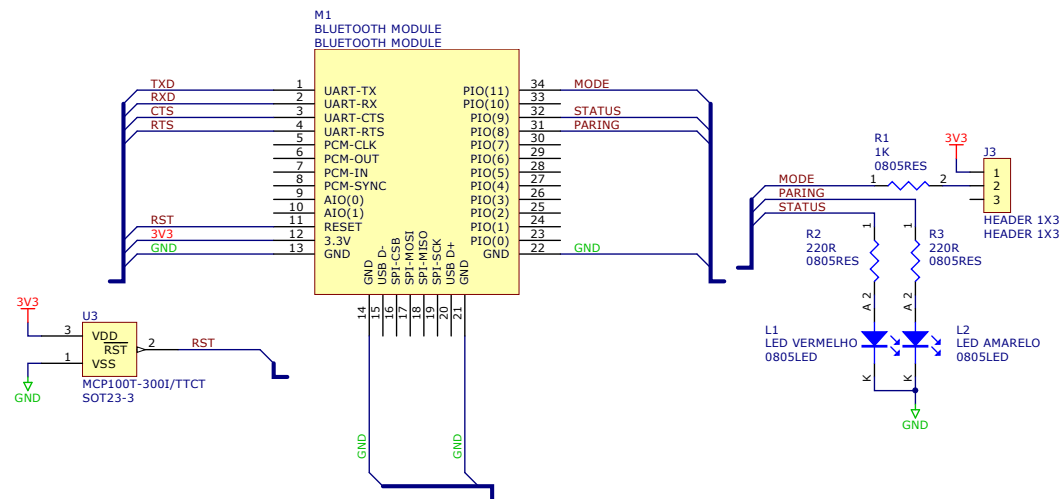 M1
BLUETOOTH MODULE
BLUETOOTH MODULE
TXD 1 UART-TX PIO(11) 34 MODE
RXD 2 UART-RX PIO(10) 33
CTS 3 UART-CTS PIO(9) 32 STATUS
RTS 4 UART-RTS PIO(8) 31 PARING
5 PCM-CLK PIO(7) 30
6 PCM-OUT PIO(6) 29
7 PCM-IN PIO(5) 28
8 PCM-SYNC PIO(4) 27
9 AIO(0) PIO(3) 26
10 AIO(1) PIO(2) 25
RST 11 RESET PIO(1) 24
3V3 12 3.3V PIO(0) 23
GND 13 GND GND 22 GND
GND USB D- SPI-CSB SPI-MOSI SPI-MISO SPI-SCK USB D+ GND
14 15 16 17 18 19 20 21
GND GND
3V3
U3
3 VDD
RST 2 RST
1 VSS
GND
MCP100T-300I/TTCT
SOT23-3
R1
1K
0805RES
3V3
J3
MODE 1 2
PARING
STATUS
1
2
3
HEADER 1X3
HEADER 1X3
1 1
R2
220R
0805RES
R3
220R
0805RES
A 2 A 2
L1
LED VERMELHO
0805LED
L2
LED AMARELO
0805LED
K K
GND